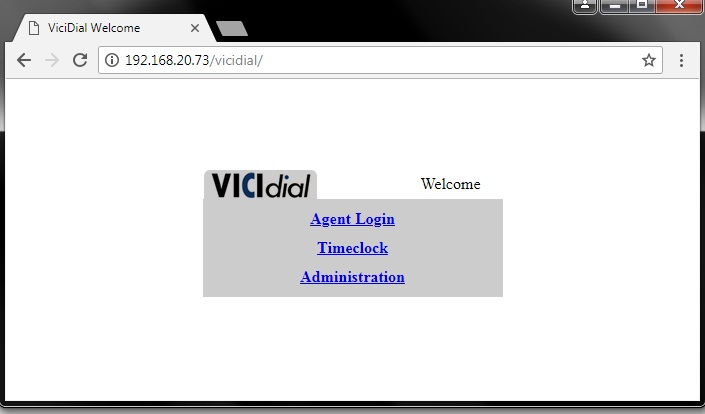 ViciDial Welcome
192.168.20.73/vicidial/
VICIdial Welcome
Agent Login
Timeclock
Administration